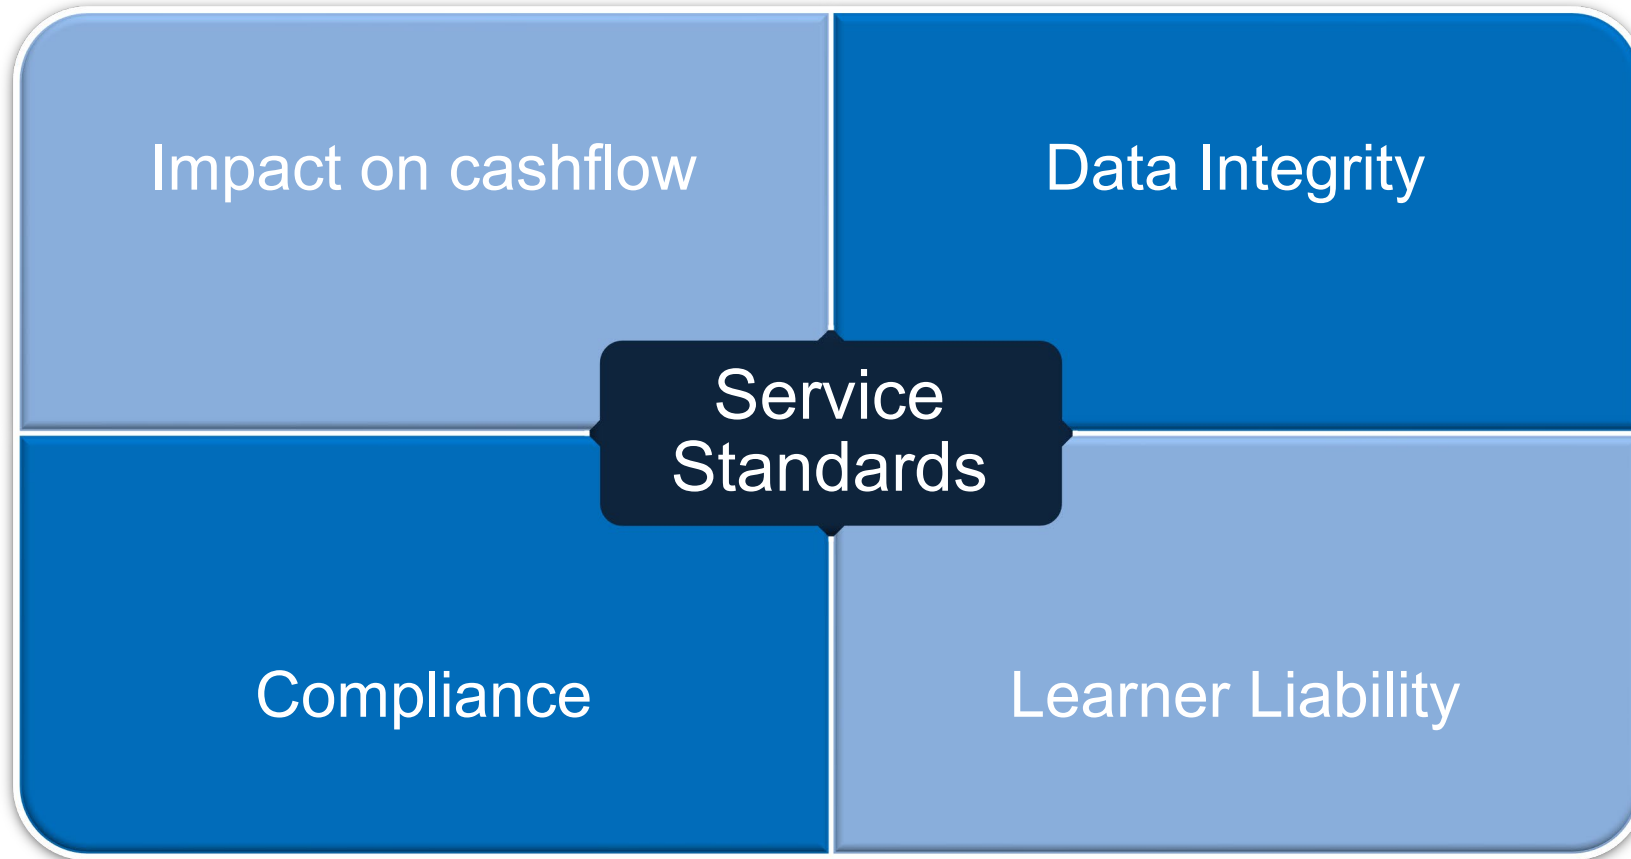 Impact on cashflow
Data Integrity
Service
Standards
Compliance
Learner Liability